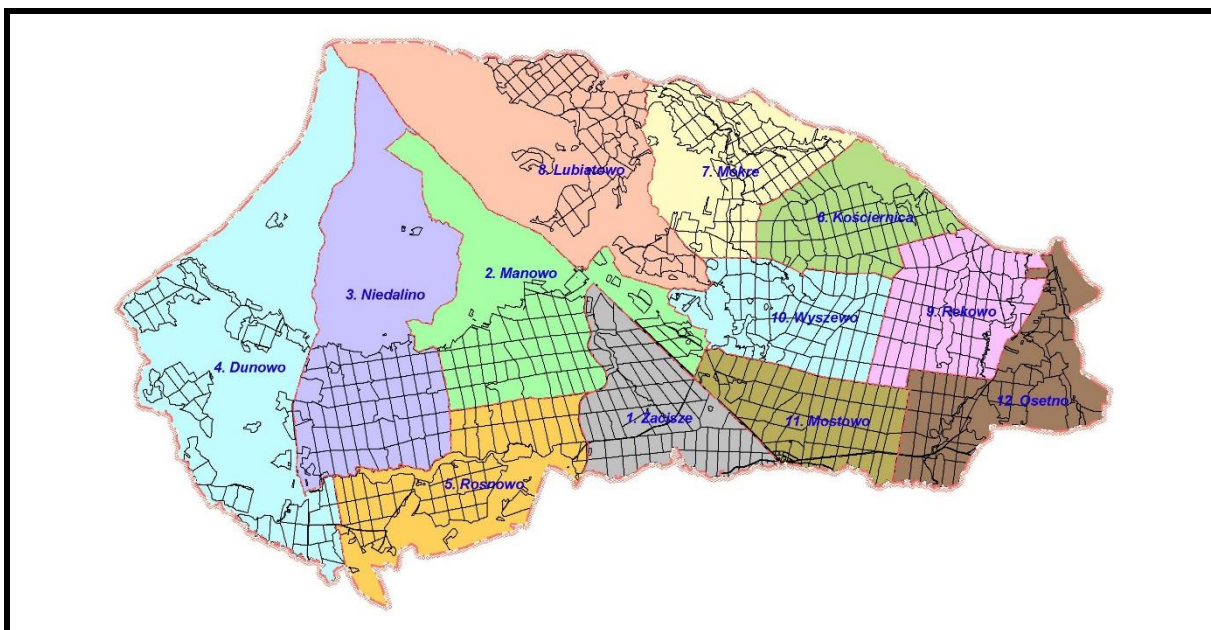 8. Lubiatowo
7. Mokre
6. Kościernica
2. Manowo
3. Niedalino
10. Wyszewo
9. Rekowo
4. Dunowo
12. Osetno
1. Zacisze
11. Mostowo
5. Rosnowo